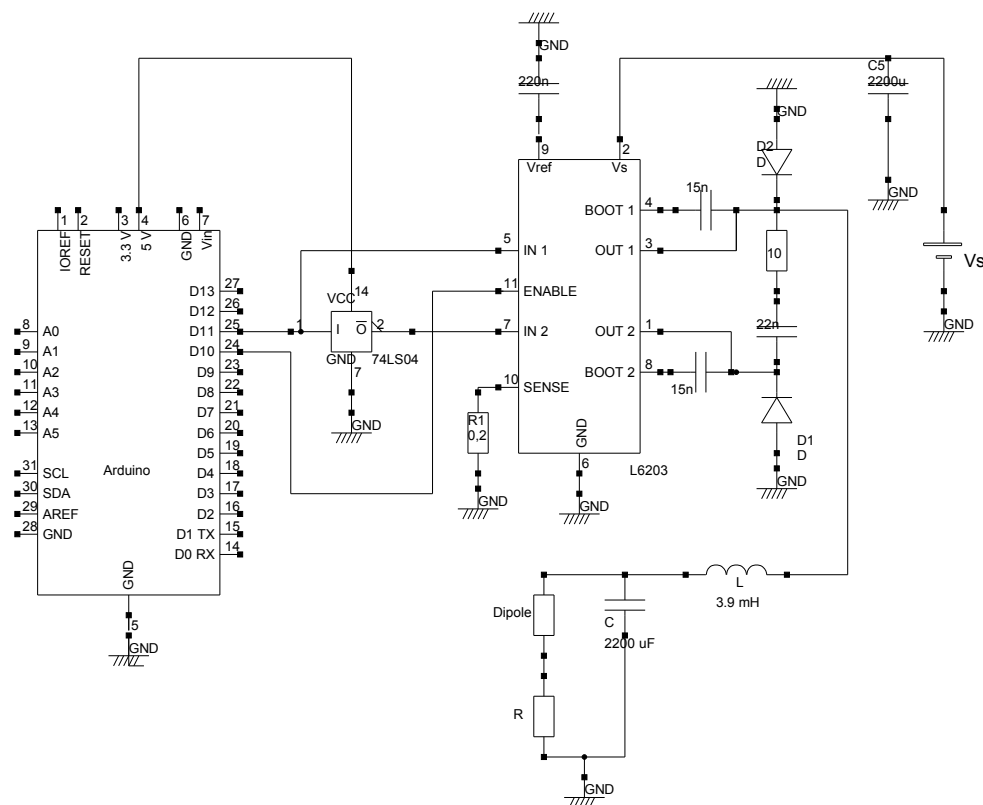 GND
GND
C5
2200u
220n
GND
D2
D
9
2
Vref
Vs
15n
GND
4
BOOT 1
1
IOREF
2
RESET
3
3.3 V
4
5 V
6
GND
7
Vin
5
IN 1
OUT 1
3
10
Vs
D13
27
VCC
14
11
ENABLE
D12
26
8
A0
D11
25
1
I
O
2
7
IN 2
OUT 2
1
22n
GND
9
A1
D10
24
GND
74LS04
10
A2
D9
23
7
BOOT 2
8
11
A3
D8
22
10
SENSE
15n
12
A4
D7
21
GND
R1
0,2
13
A5
D6
20
GND
D1
D
D5
19
31
SCL
Arduino
D4
18
6
L6203
30
SDA
D3
17
GND
GND
29
AREF
D2
16
GND
28
GND
D1 TX
15
D0 RX
14
GND
L
3.9 mH
5
GND
Dipole
C
2200 uF
R
GND